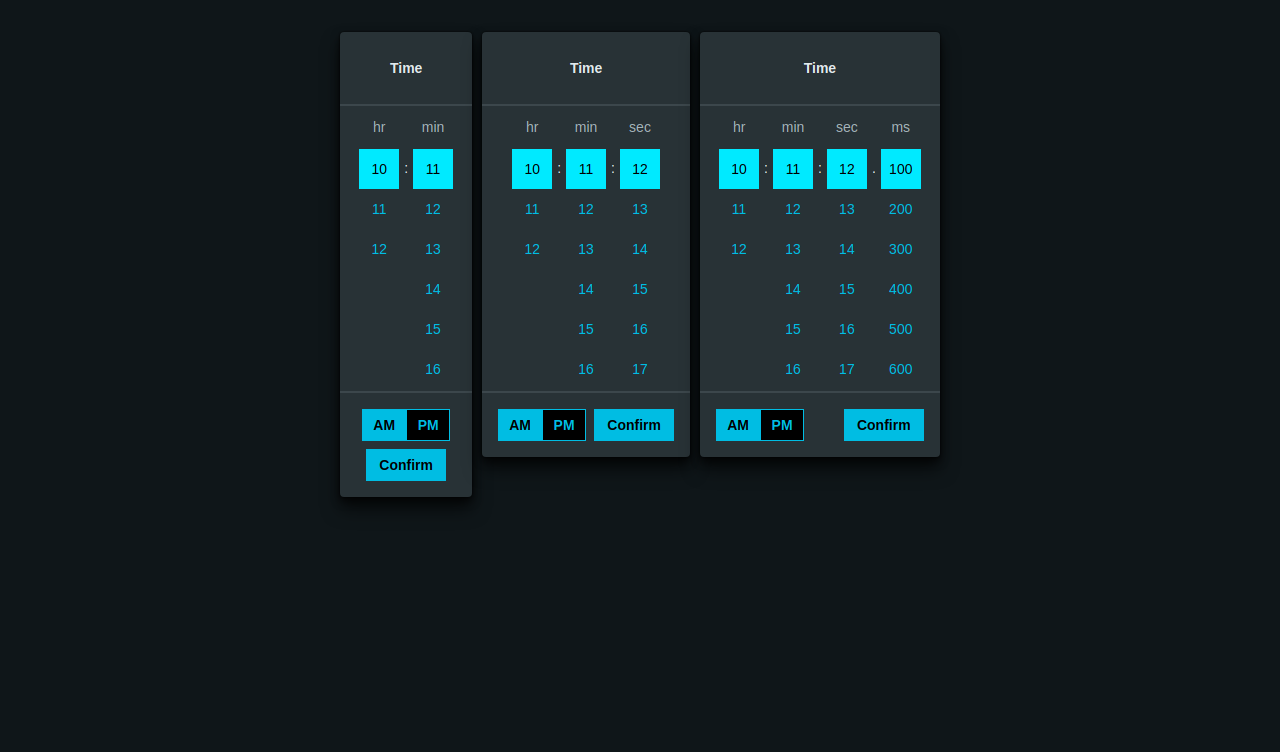 Time
hr min
10 : 11
11 12
12 13
14
15
16
AM PM
Confirm
Time
hr min sec
10 : 11 : 12
11 12 13
12 13 14
14 15
15 16
16 17
AM PM Confirm
Time
hr min sec ms
10 : 11 : 12 . 100
11 12 13 200
12 13 14 300
14 15 400
15 16 500
16 17 600
AM PM Confirm